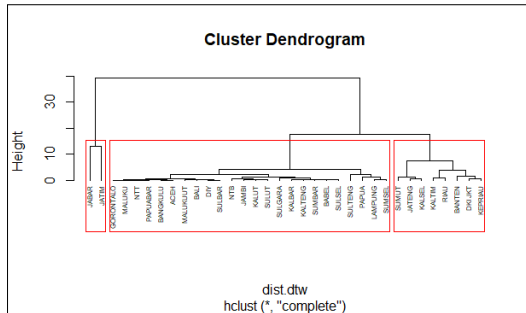 Cluster Dendrogram
Height
0 10 30
JABAR
JATIM
GORONTALO
MALUKU
NTT
PAPUABAR
BANGKULU
ACEH
MALUKUUT
BALI
DIY
SULBAR
NTB
JAMBI
KALUT
SULUT
SULGARA
KALBAR
KALTENG
SUMBAR
BABEL
SULSEL
SULTENG
PAPUA
LAMPUNG
SUMSEL
SUMUT
JATENG
KALSEL
KALTIM
RIAU
BANTEN
DKI JKT
KEPRIAU
dist.dtw
hclust (*, "complete")